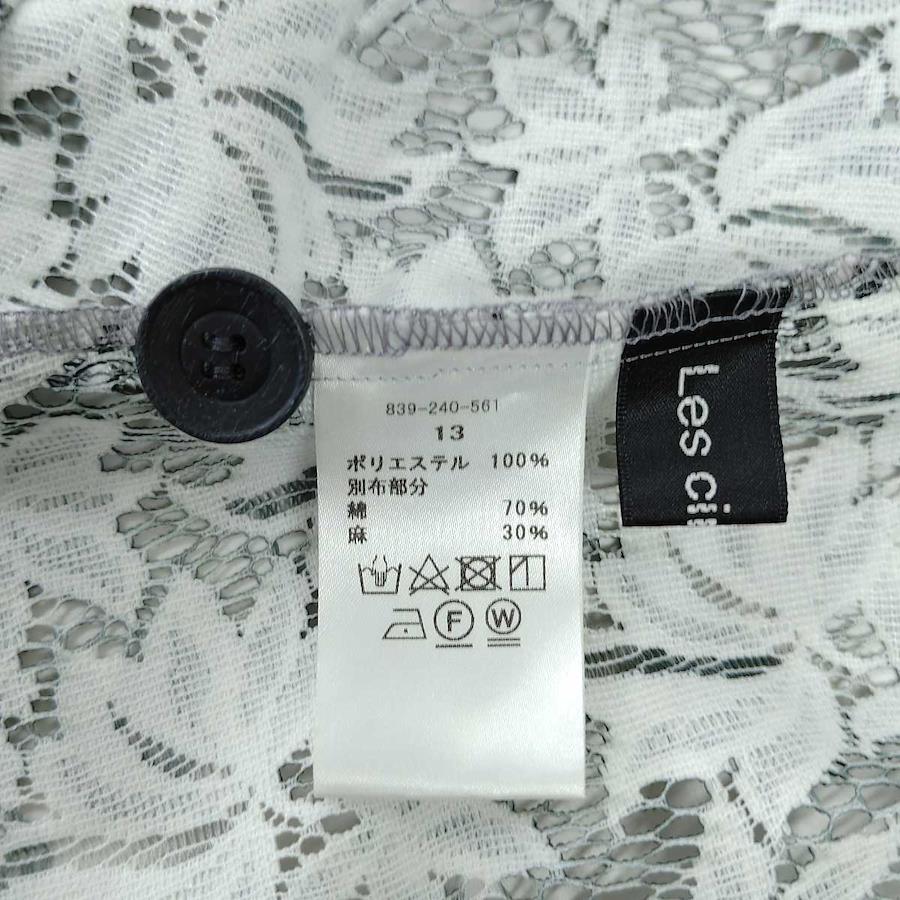 839-240-561
13
ポリエステル 100%
別布部分
綿 70%
麻 30%
F W
Les ci